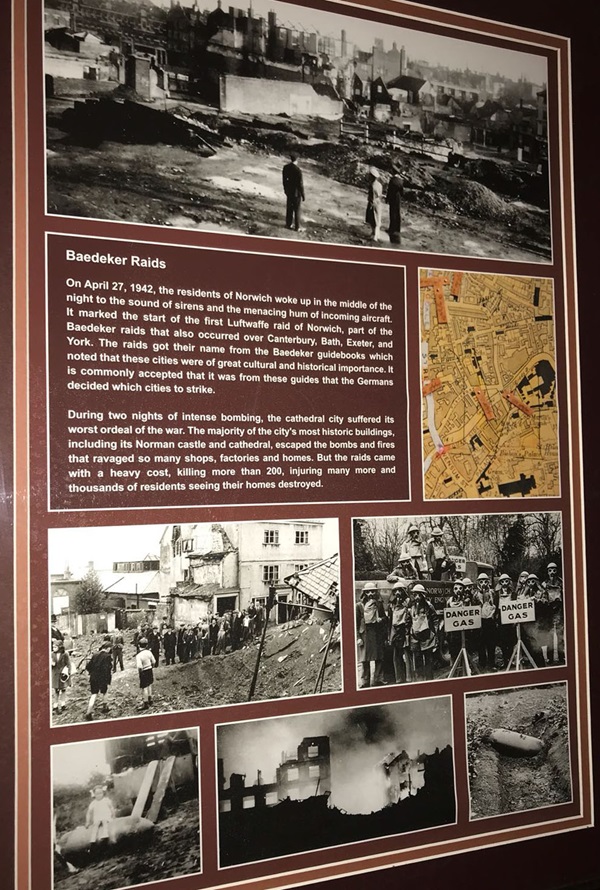 Baedeker Raids
On April 27, 1942, the residents of Norwich woke up in the middle of the
night to the sound of sirens and the menacing hum of incoming aircraft.
It marked the start of the first Luftwaffe raid of Norwich, part of the
Baedeker raids that also occurred over Canterbury, Bath, Exeter, and
York. The raids got their name from the Baedeker guidebooks which
noted that these cities were of great cultural and historical importance. It
is commonly accepted that it was from these guides that the Germans
decided which cities to strike.
During two nights of intense bombing, the cathedral city suffered its
worst ordeal of the war. The majority of the city's most historic buildings,
including its Norman castle and cathedral, escaped the bombs and fires
that ravaged so many shops, factories and homes. But the raids came
with a heavy cost, killing more than 200, injuring many more and
thousands of residents seeing their homes destroyed.
NORWICH
DANGER
GAS
DANGER
GAS